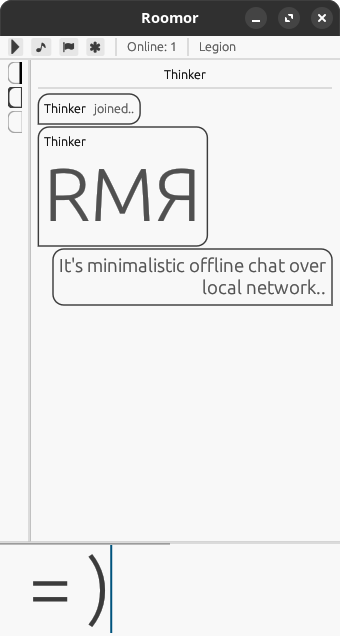 Roomor
Online: 1 Legion
Thinker
Thinker joined..
Thinker
RMЯ
It's minimalistic offline chat over
local network..
= )